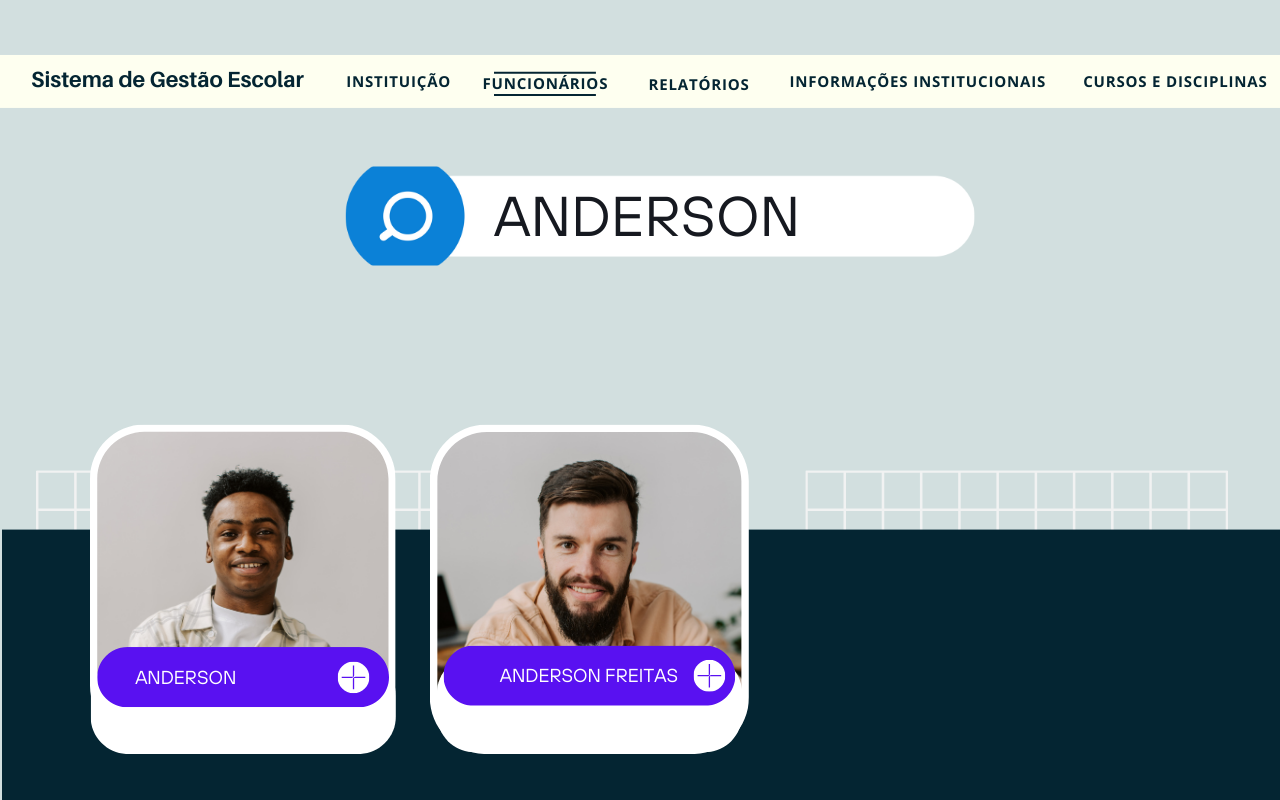 Sistema de Gestão Escolar
INSTITUIÇÃO
FUNCIONÁRIOS
RELATÓRIOS
INFORMAÇÕES INSTITUCIONAIS
CURSOS E DISCIPLINAS
ANDERSON
ANDERSON
ANDERSON FREITAS